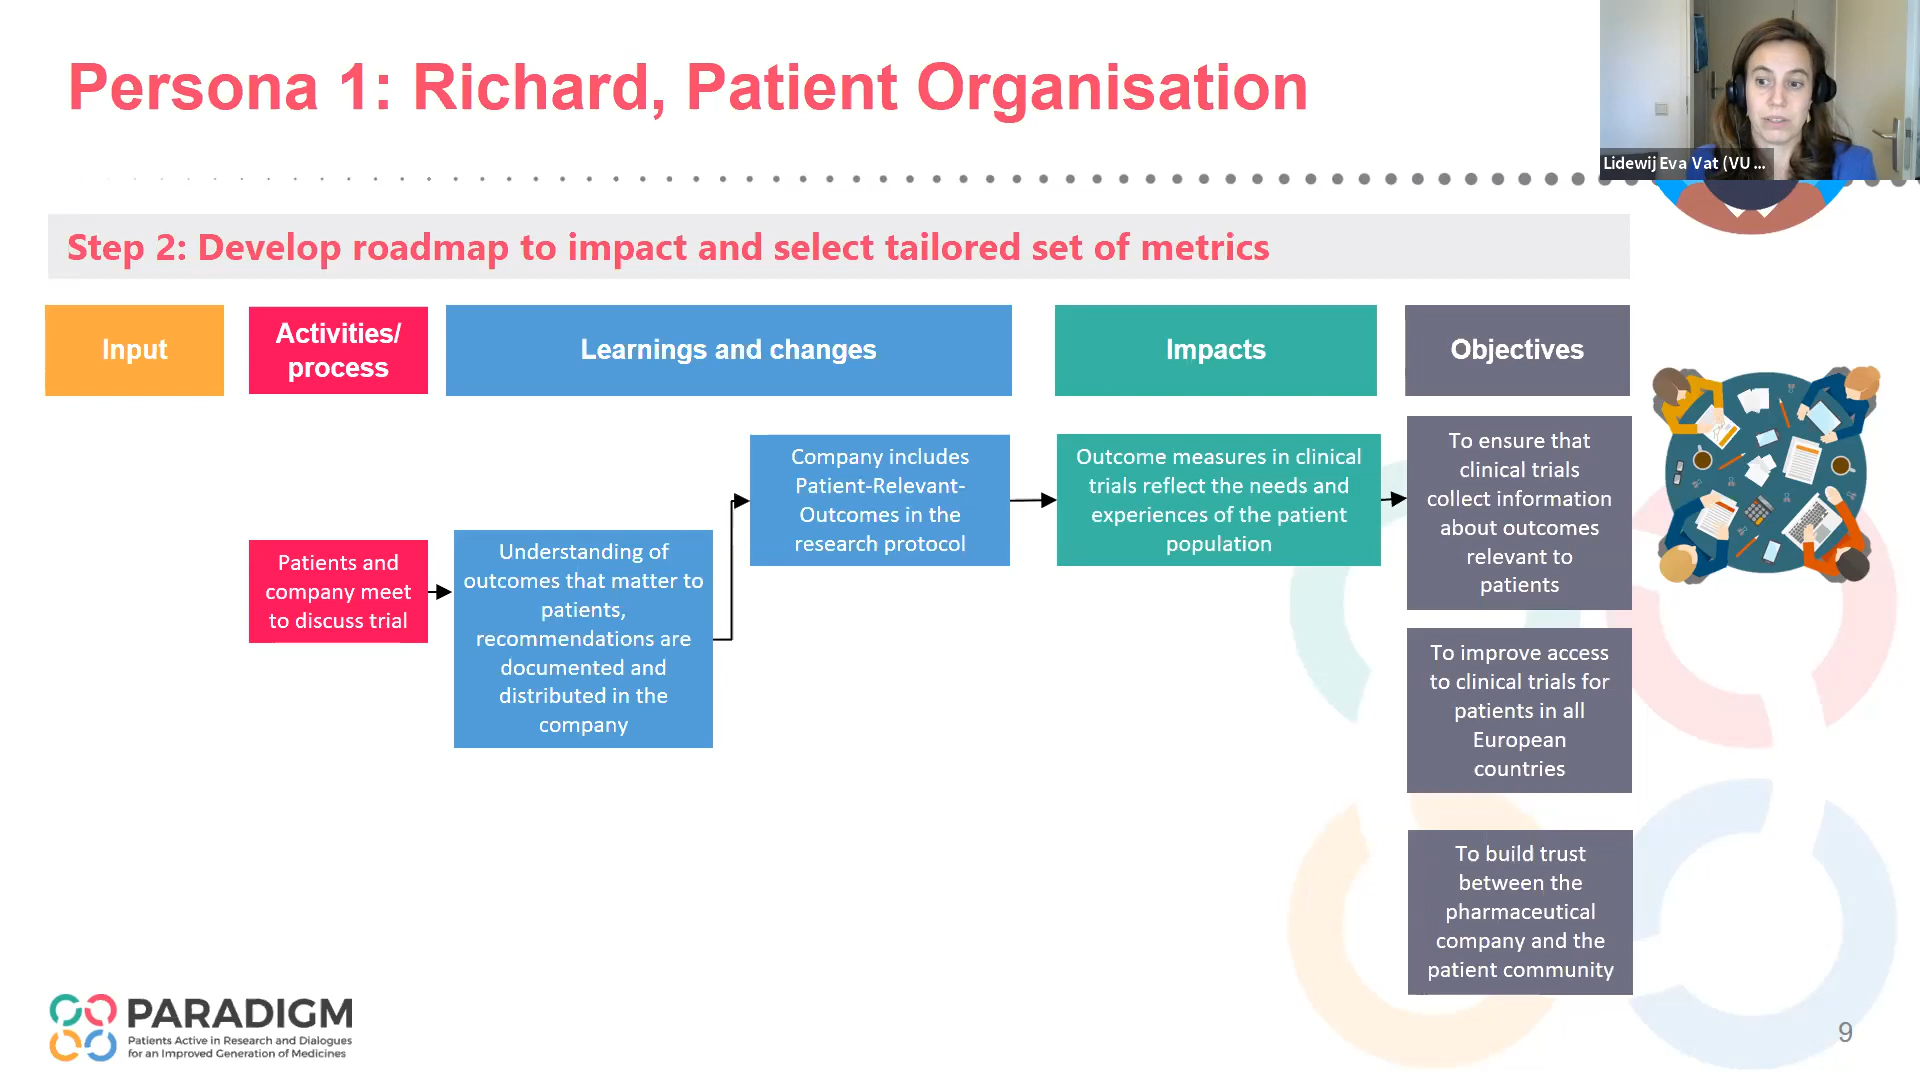 Persona 1: Richard, Patient Organisation
Lidewij Eva Vat (VU ...
Step 2: Develop roadmap to impact and select tailored set of metrics
Input
Activities/
process
Learnings and changes
Impacts
Objectives
Patients and
company meet
to discuss trial
Understanding of
outcomes that matter to
patients,
recommendations are
documented and
distributed in the
company
Company includes
Patient-Relevant-
Outcomes in the
research protocol
Outcome measures in clinical
trials reflect the needs and
experiences of the patient
population
To ensure that
clinical trials
collect information
about outcomes
relevant to
patients
To improve access
to clinical trials for
patients in all
European
countries
To build trust
between the
pharmaceutical
company and the
patient community
PARADIGM
Patients Active in Research and Dialogues
for an Improved Generation of Medicines
9